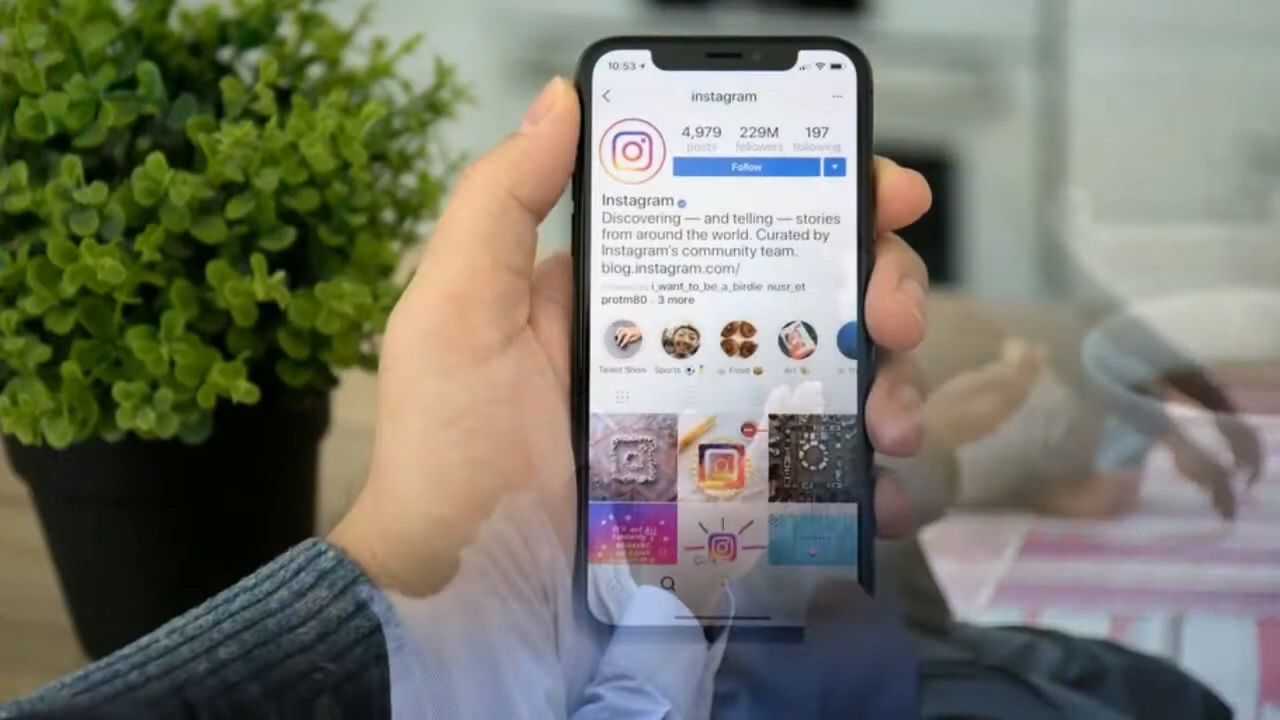 10:53
instagram
4,979 229M 197
posts followers following
Follow
Instagram
Discovering — and telling — stories
from around the world. Curated by
Instagram's community team.
blog.instagram.com/
i_want_to_be_a_birdie nusr_et
protm80 3 more
Talent Show Sports Food Art